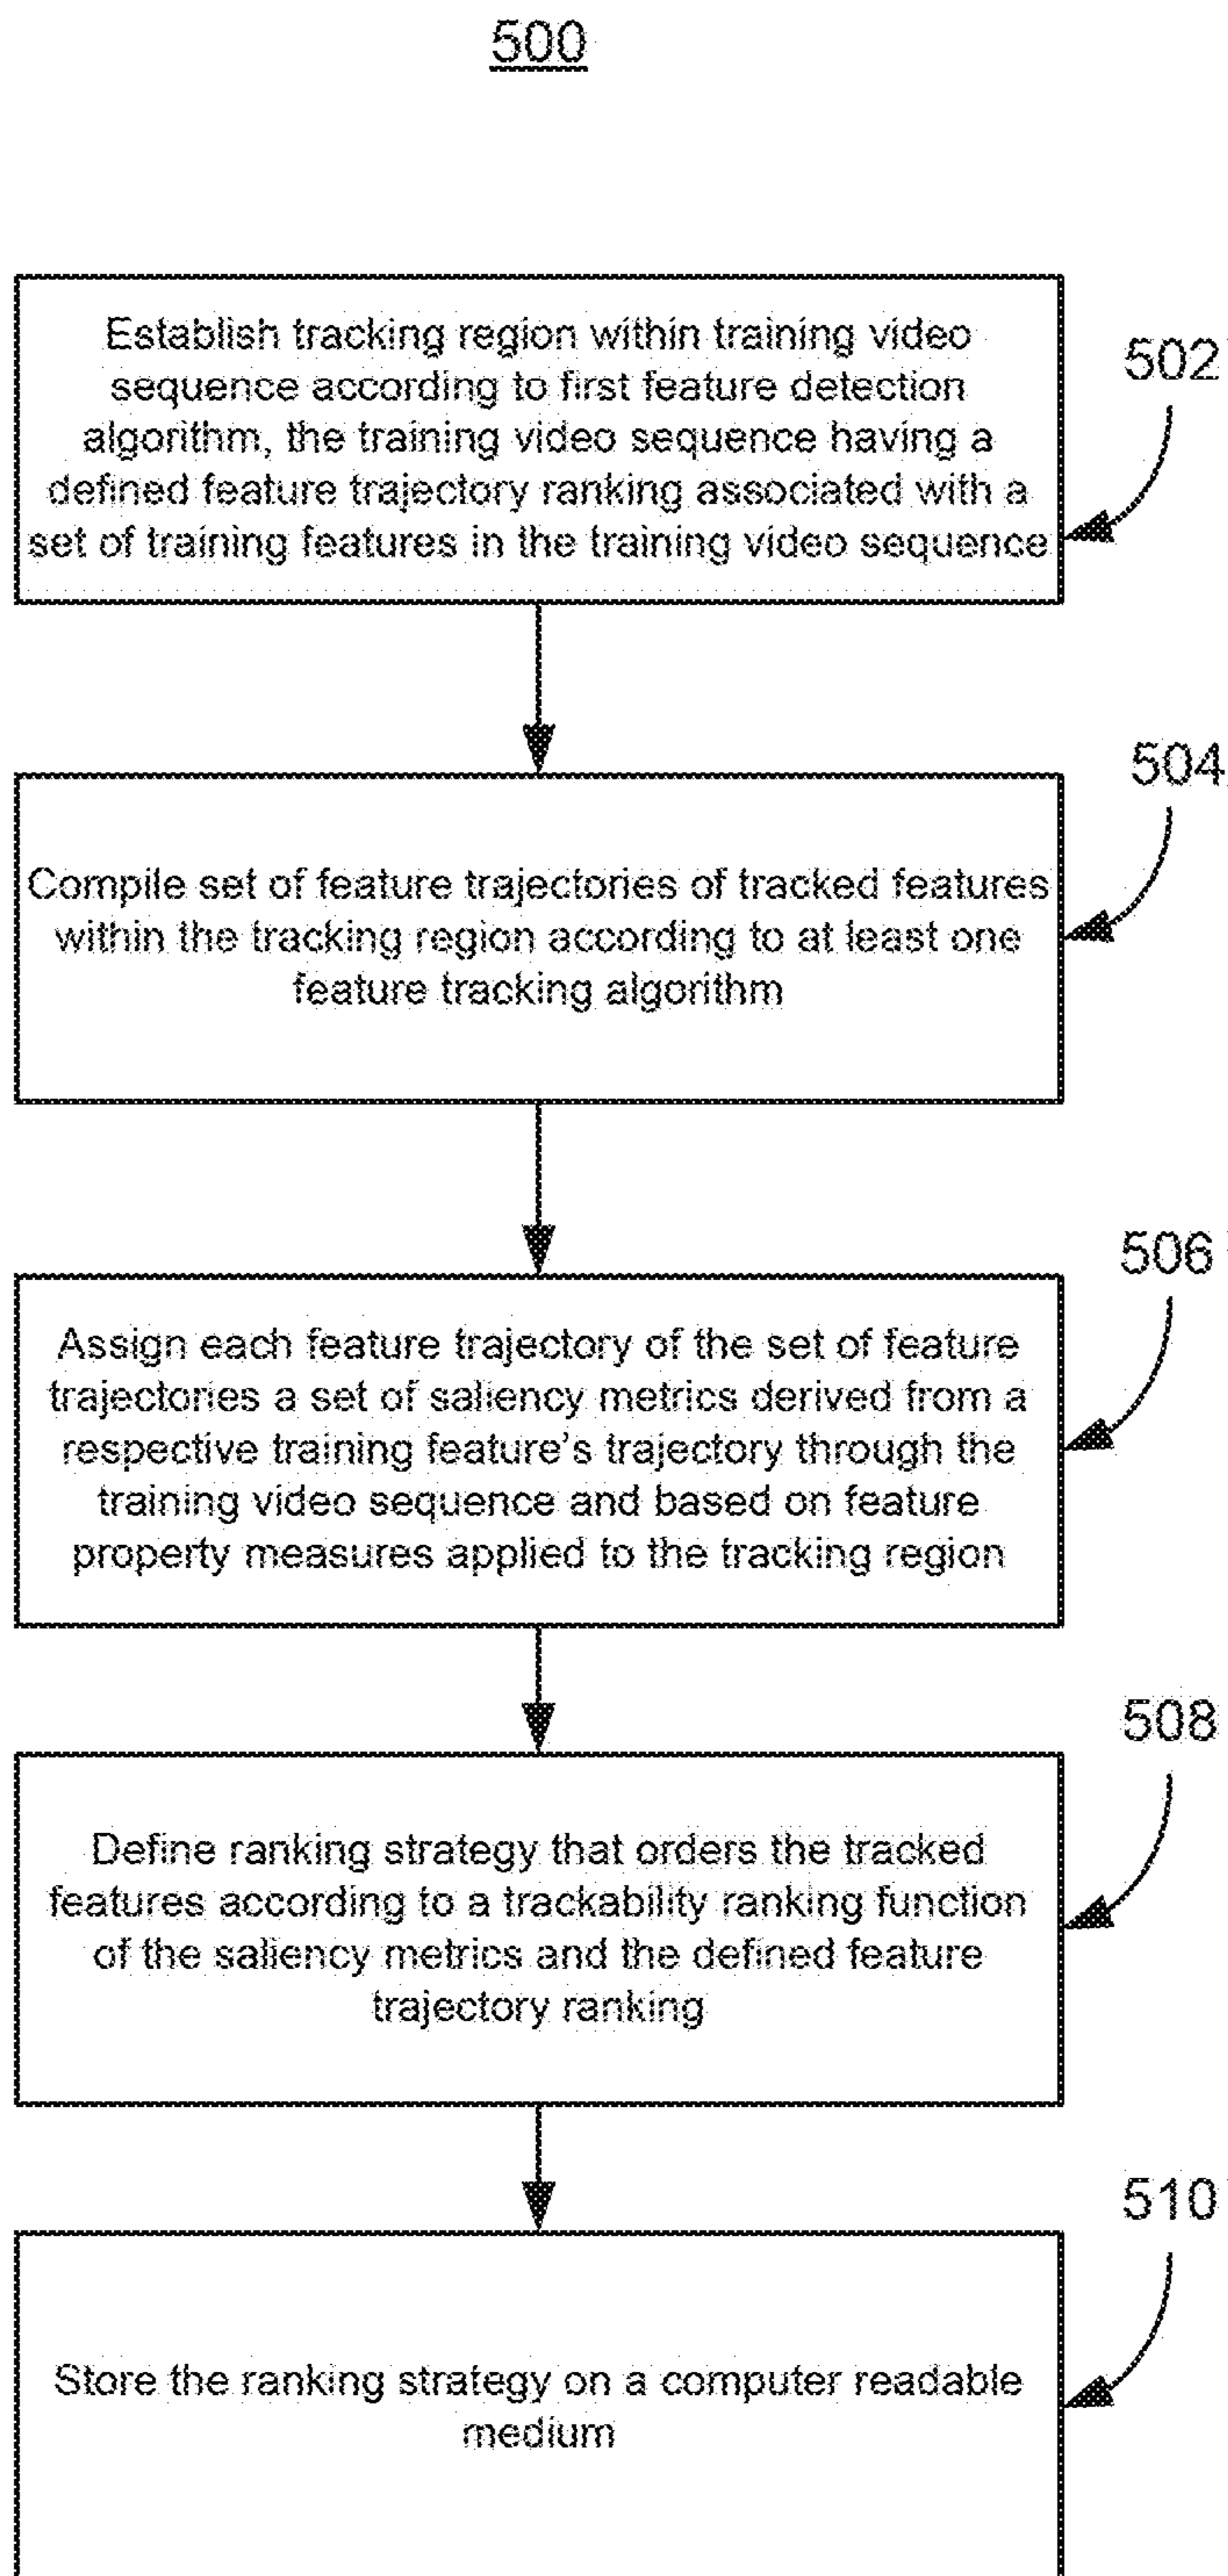 500
Establish tracking region within training video
sequence according to first feature detection
algorithm, the training video sequence having a
defined feature trajectory ranking associated with a
set of training features in the training video sequence
502
Compile set of feature trajectories of tracked features
within the tracking region according to at least one
feature tracking algorithm
504
Assign each feature trajectory of the set of feature
trajectories a set of saliency metrics derived from a
respective training feature's trajectory through the
training video sequence and based on feature
property measures applied to the tracking region
506
Define ranking strategy that orders the tracked
features according to a trackability ranking function
of the saliency metrics and the defined feature
trajectory ranking
508
Store the ranking strategy on a computer readable
medium
510